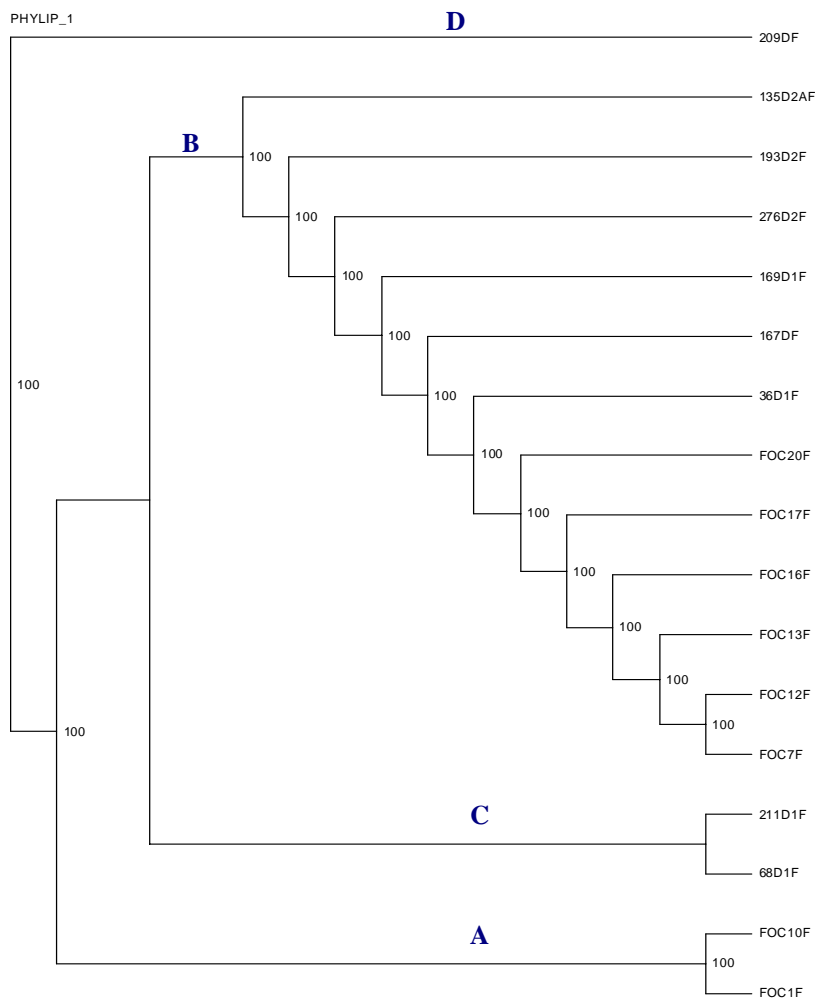 PHYLIP_1
D
209DF
135D2AF
B
100
193D2F
100
276D2F
100
169D1F
100
167DF
100
100
36D1F
100
FOC20F
100
FOC17F
100
FOC16F
100
FOC13F
100
FOC12F
100
100
FOC7F
C
211D1F
68D1F
A
FOC10F
100
FOC1F